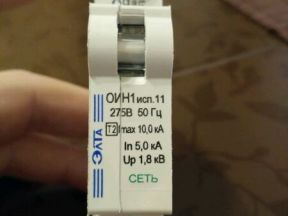 ОИН1 исп.11
275В 50 Гц
T2 Imax 10,0 кА
In 5,0 кА
Up 1,8 кВ
СЕТЬ